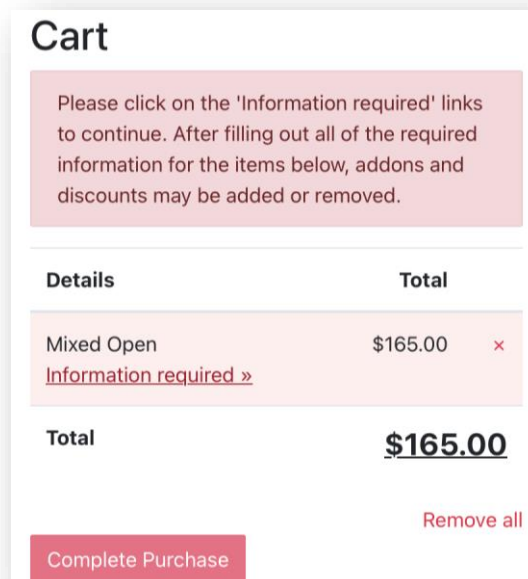 Cart
Please click on the 'Information required' links
to continue. After filling out all of the required
information for the items below, addons and
discounts may be added or removed.
Details Total
Mixed Open $165.00 ×
Information required »
Total $165.00
Remove all
Complete Purchase